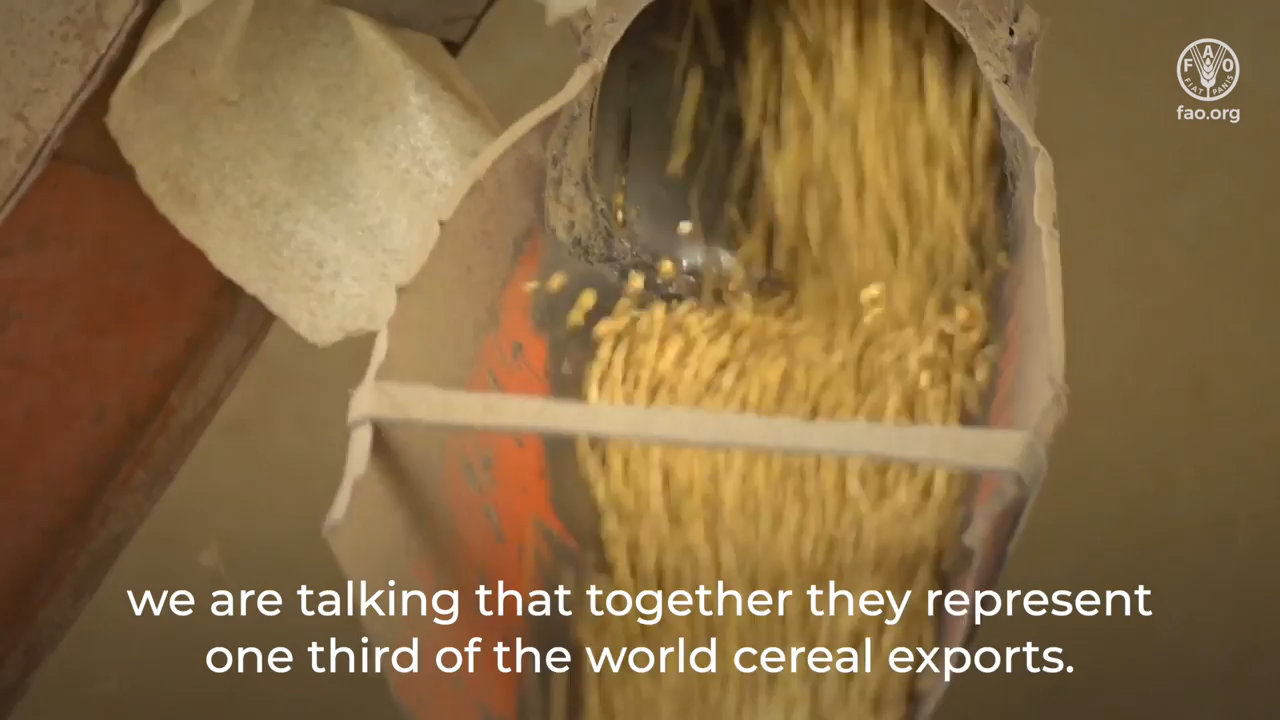 FAO
FIAT PANIS
fao.org
we are talking that together they represent
one third of the world cereal exports.